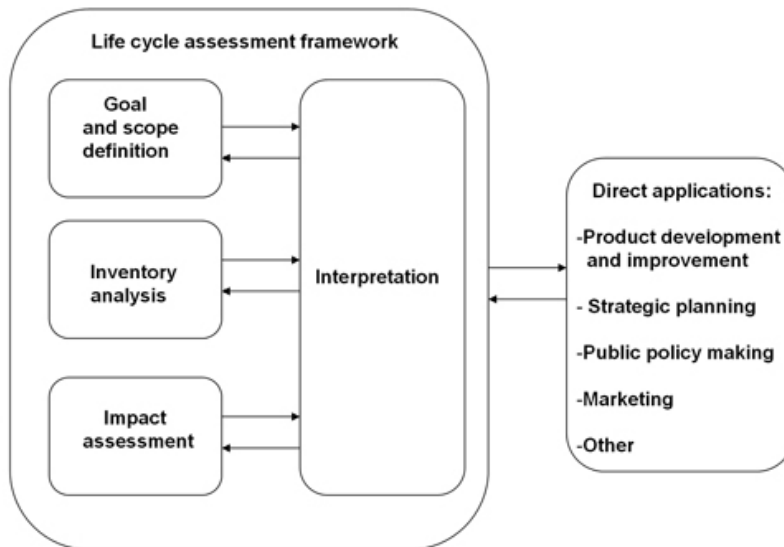 Life cycle assessment framework
Goal
and scope
definition
Inventory
analysis
Impact
assessment
Interpretation
Direct applications:
-Product development
and improvement
- Strategic planning
-Public policy making
-Marketing
-Other